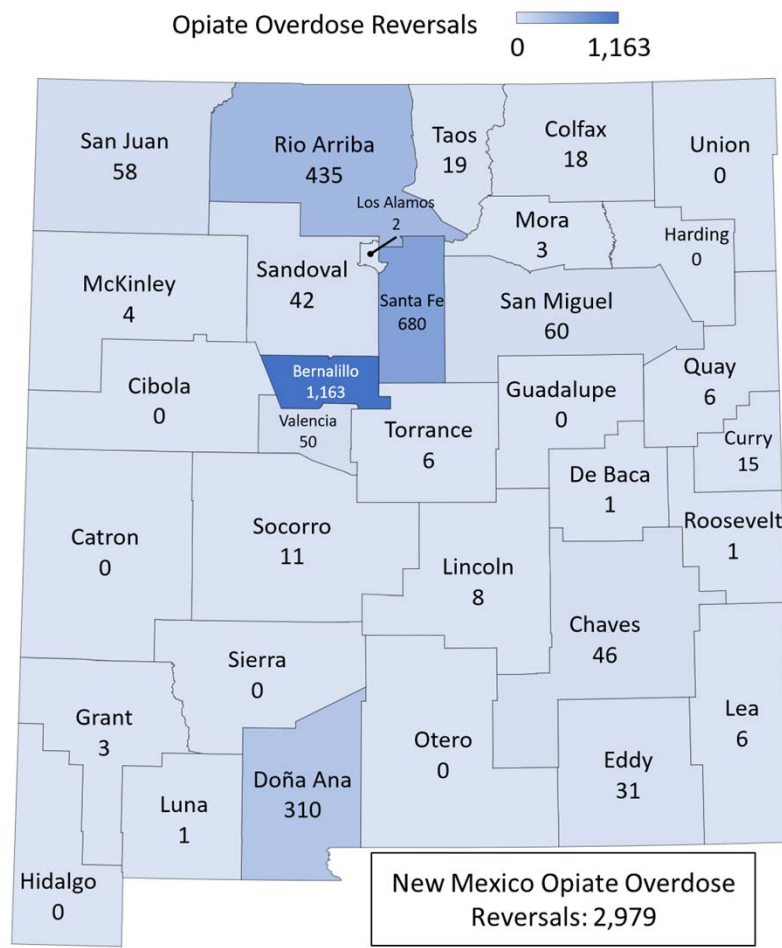 Opiate Overdose Reversals
0
1,163
San Juan
58
Rio Arriba
435
Taos
19
Colfax
18
Union
0
Los Alamos
2
Mora
3
Harding
0
McKinley
4
Sandoval
42
Santa Fe
680
San Miguel
60
Cibola
0
Bernalillo
1,163
Valencia
50
Torrance
6
Guadalupe
0
Quay
6
Curry
15
De Baca
1
Roosevelt
1
Catron
0
Socorro
11
Lincoln
8
Chaves
46
Sierra
0
Grant
3
Otero
0
Lea
6
Eddy
31
Doña Ana
310
Luna
1
Hidalgo
0
New Mexico Opiate Overdose
Reversals: 2,979